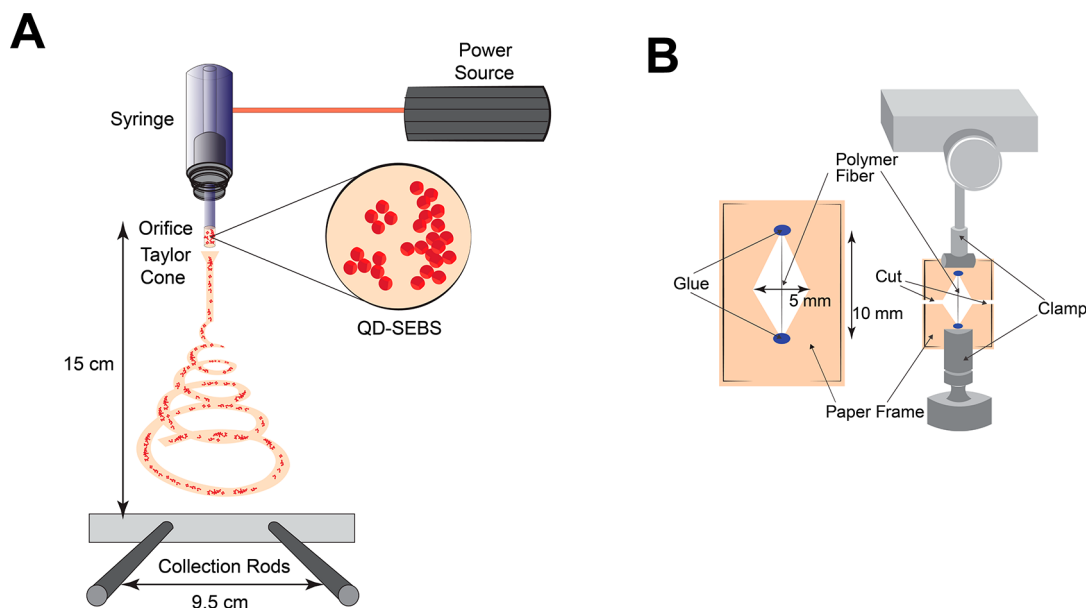 A
Power
Source
Syringe
Orifice
Taylor
Cone
QD-SEBS
15 cm
Collection Rods
9.5 cm
B
Polymer
Fiber
Glue
5 mm
10 mm
Cut
Clamp
Paper Frame